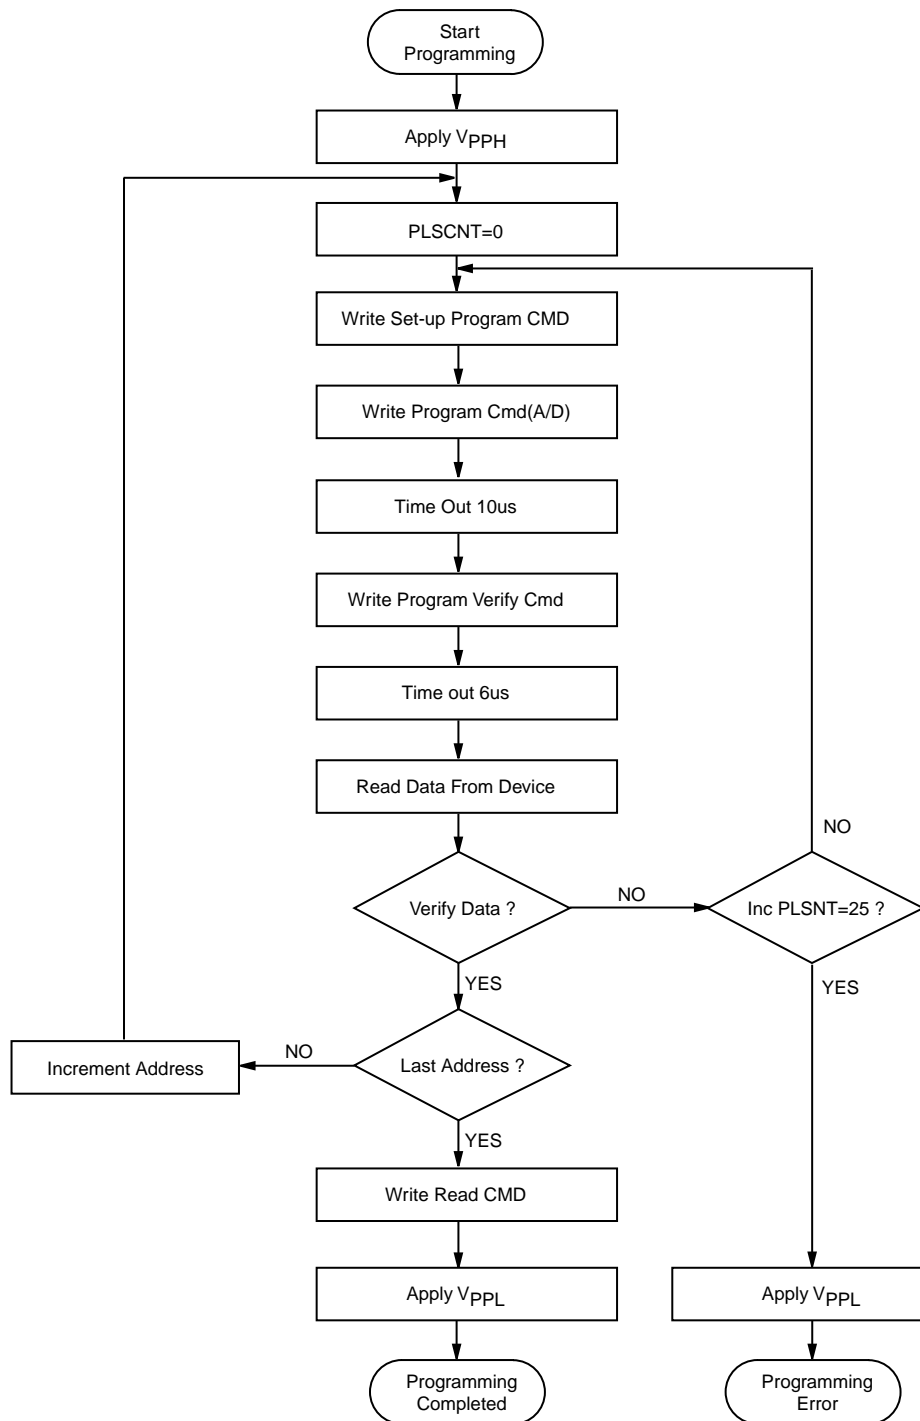 Start
Programming
Apply VPPH
PLSCNT=0
Write Set-up Program CMD
Write Program Cmd(A/D)
Time Out 10us
Write Program Verify Cmd
Time out 6us
Read Data From Device
NO
Verify Data ?
NO
Inc PLSNT=25 ?
YES
YES
Increment Address
NO
Last Address ?
YES
Write Read CMD
Apply VPPL
Apply VPPL
Programming
Completed
Programming
Error